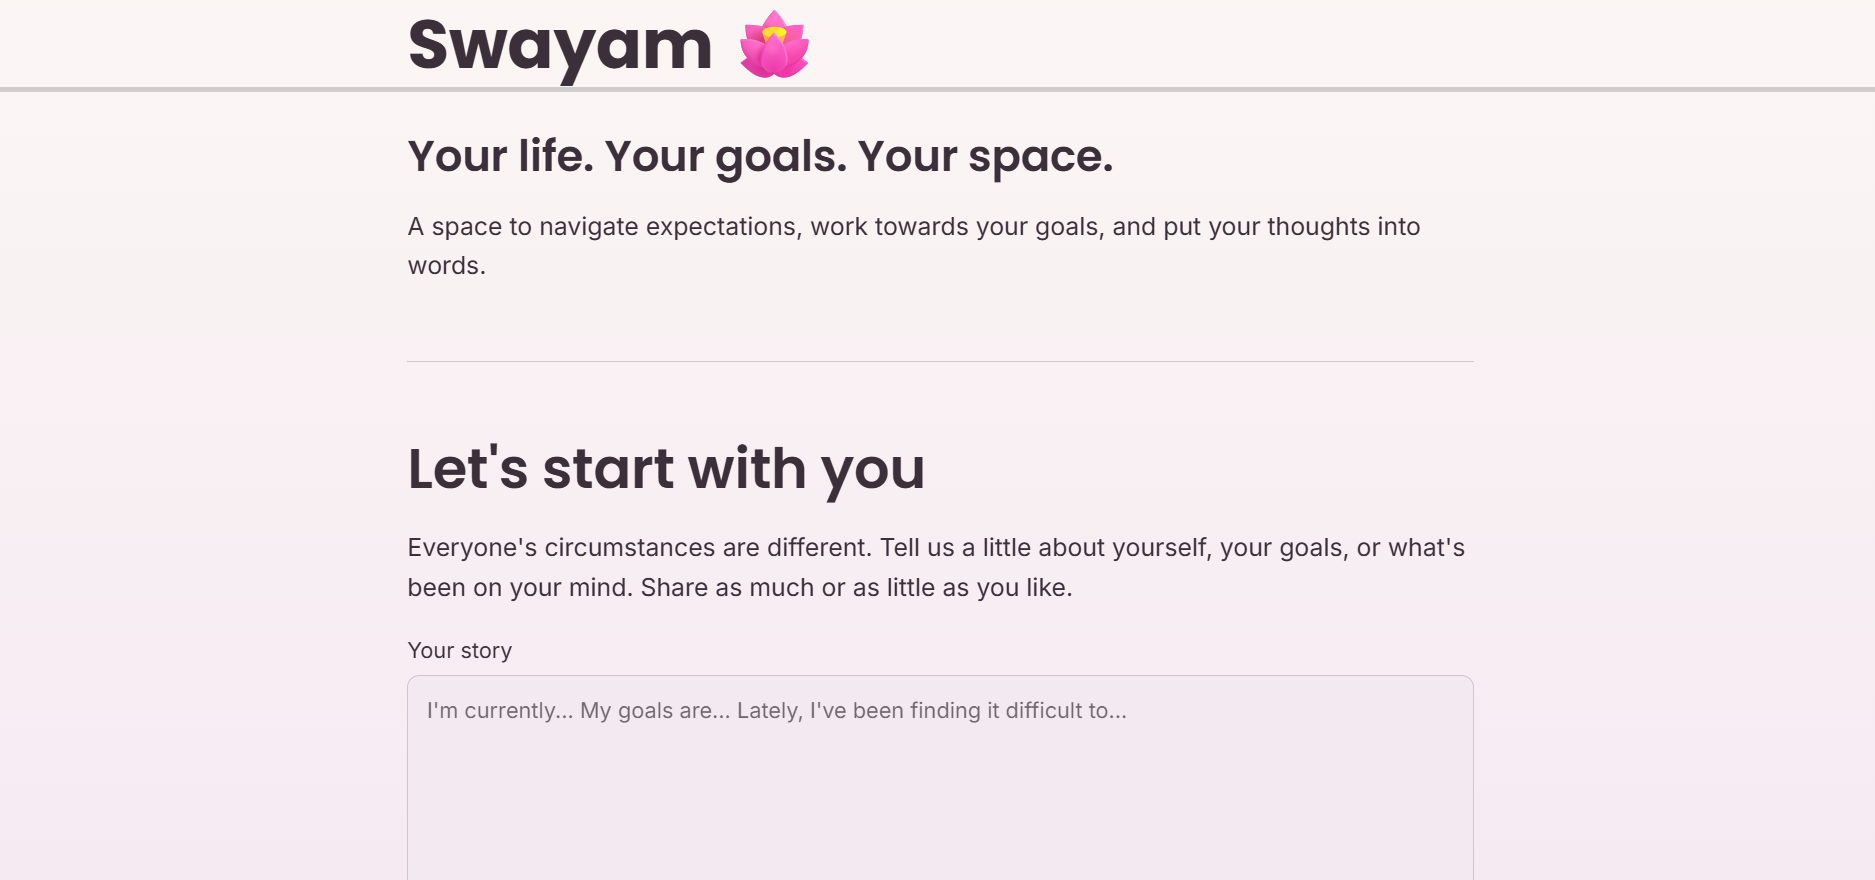 Swayam 🪷
Your life. Your goals. Your space.
A space to navigate expectations, work towards your goals, and put your thoughts into
words.
Let's start with you
Everyone's circumstances are different. Tell us a little about yourself, your goals, or what's
been on your mind. Share as much or as little as you like.
Your story
I'm currently... My goals are... Lately, I've been finding it difficult to...